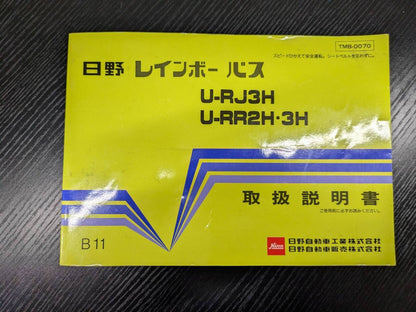 TMB-0070
スピードひかえて安全運転。シートベルトを忘れずに。
日野 レインボー バス
U-RJ3H
U-RR2H・3H
取扱説明書
ご使用前に必ずお読みください。
B11
Hino
日野自動車工業株式会社
日野自動車販売株式会社